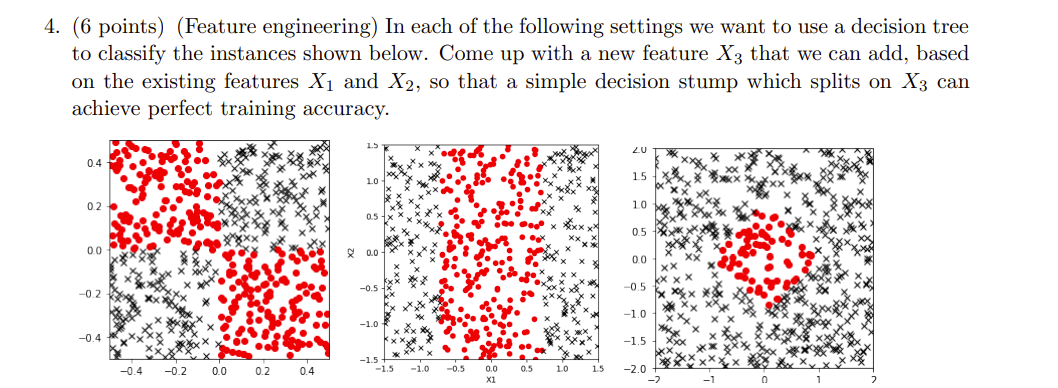 4. (6 points) (Feature engineering) In each of the following settings we want to use a decision tree
to classify the instances shown below. Come up with a new feature X₃ that we can add, based
on the existing features X₁ and X₂, so that a simple decision stump which splits on X₃ can
achieve perfect training accuracy.
0.4
0.2
0.0
−0.2
−0.4
−0.4 −0.2 0.0 0.2 0.4
1.5
1.0
0.5
0.0
−0.5
−1.0
−1.5
X2
−1.5 −1.0 −0.5 0.0 0.5 1.0 1.5
X1
2.0
1.5
1.0
0.5
0.0
−0.5
−1.0
−1.5
−2.0
−2 −1 0 1 2